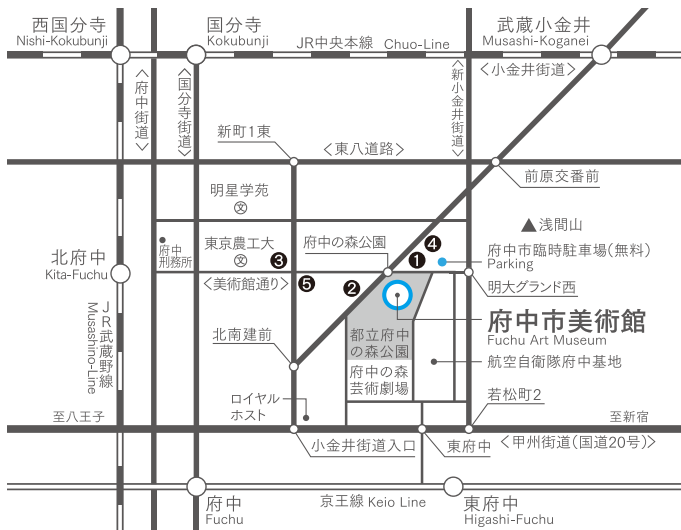 西国分寺
Nishi-Kokubunji
国分寺
Kokubunji
JR中央本線 Chuo-Line
武蔵小金井
Musashi-Koganei
〈府中街道〉
〈国分寺街道〉
〈新小金井街道〉
〈小金井街道〉
新町1東
〈東八道路〉
前原交番前
明星学苑
文
浅間山
府中刑務所
東京農工大
文
3
府中の森公園
4
1
府中市臨時駐車場(無料)
Parking
北府中
Kita-Fuchu
〈美術館通り〉
5
2
明大グランド西
JR武蔵野線
Musashino-Line
府中市美術館
Fuchu Art Museum
北南建前
都立府中
の森公園
航空自衛隊府中基地
府中の森
芸術劇場
ロイヤル
ホスト
若松町2
至八王子
至新宿
小金井街道入口
東府中
〈甲州街道(国道20号)〉
府中
Fuchu
京王線 Keio Line
東府中
Higashi-Fuchu